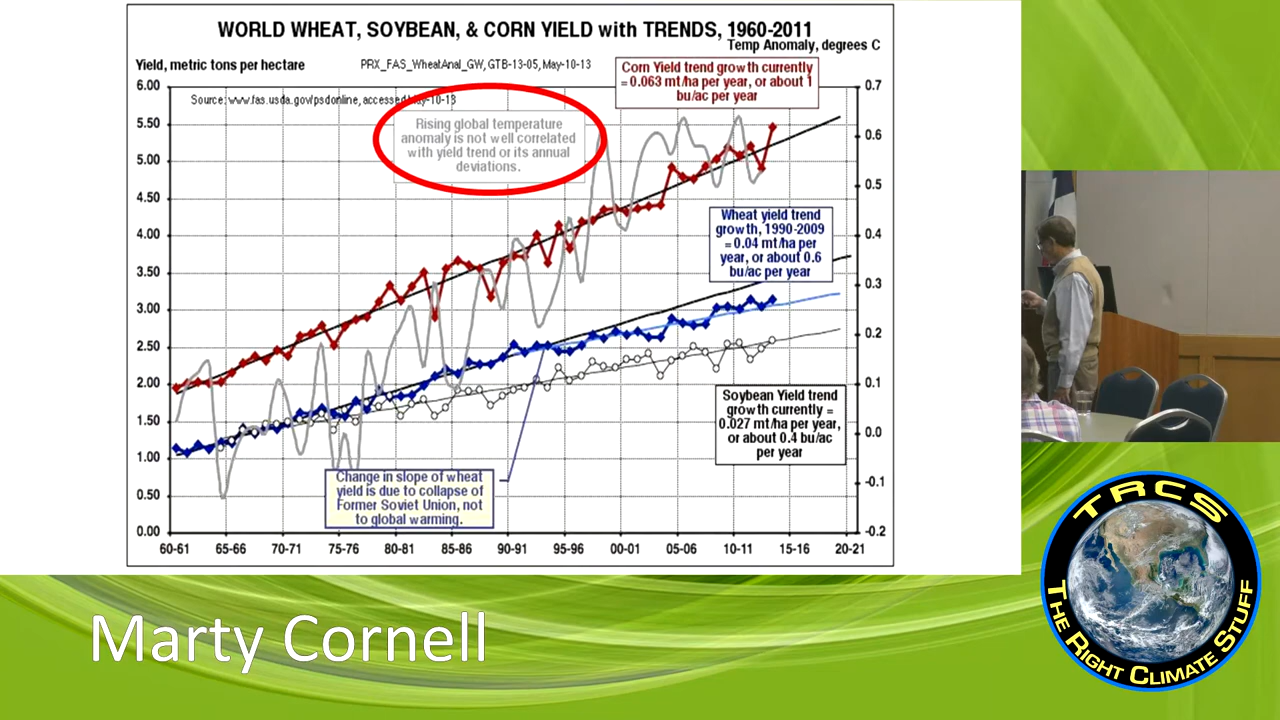 WORLD WHEAT, SOYBEAN, & CORN YIELD with TRENDS, 1960-2011
Temp Anomaly, degrees C
Yield, metric tons per hectare
PRX_FAS_WheatAnal_GW, GTB-13-05, May-10-13
Source: www.fas.usda.gov/psdonline, accessed May-10-13
Corn Yield trend growth currently
= 0.063 mt/ha per year, or about 1
bu/ac per year
Rising global temperature
anomaly is not well correlated
with yield trend or its annual
deviations.
Wheat yield trend
growth, 1990-2009
= 0.04 mt/ha per
year, or about 0.6
bu/ac per year
Soybean Yield trend
growth currently =
0.027 mt/ha per year,
or about 0.4 bu/ac
per year
Change in slope of wheat
yield is due to collapse of
Former Soviet Union, not
to global warming.
6.00
5.50
5.00
4.50
4.00
3.50
3.00
2.50
2.00
1.50
1.00
0.50
0.00
0.7
0.6
0.5
0.4
0.3
0.2
0.1
0.0
-0.1
-0.2
60-61 65-66 70-71 75-76 80-81 85-86 90-91 95-96 00-01 05-06 10-11 15-16 20-21
Marty Cornell
TRCS
THE RIGHT CLIMATE STUFF